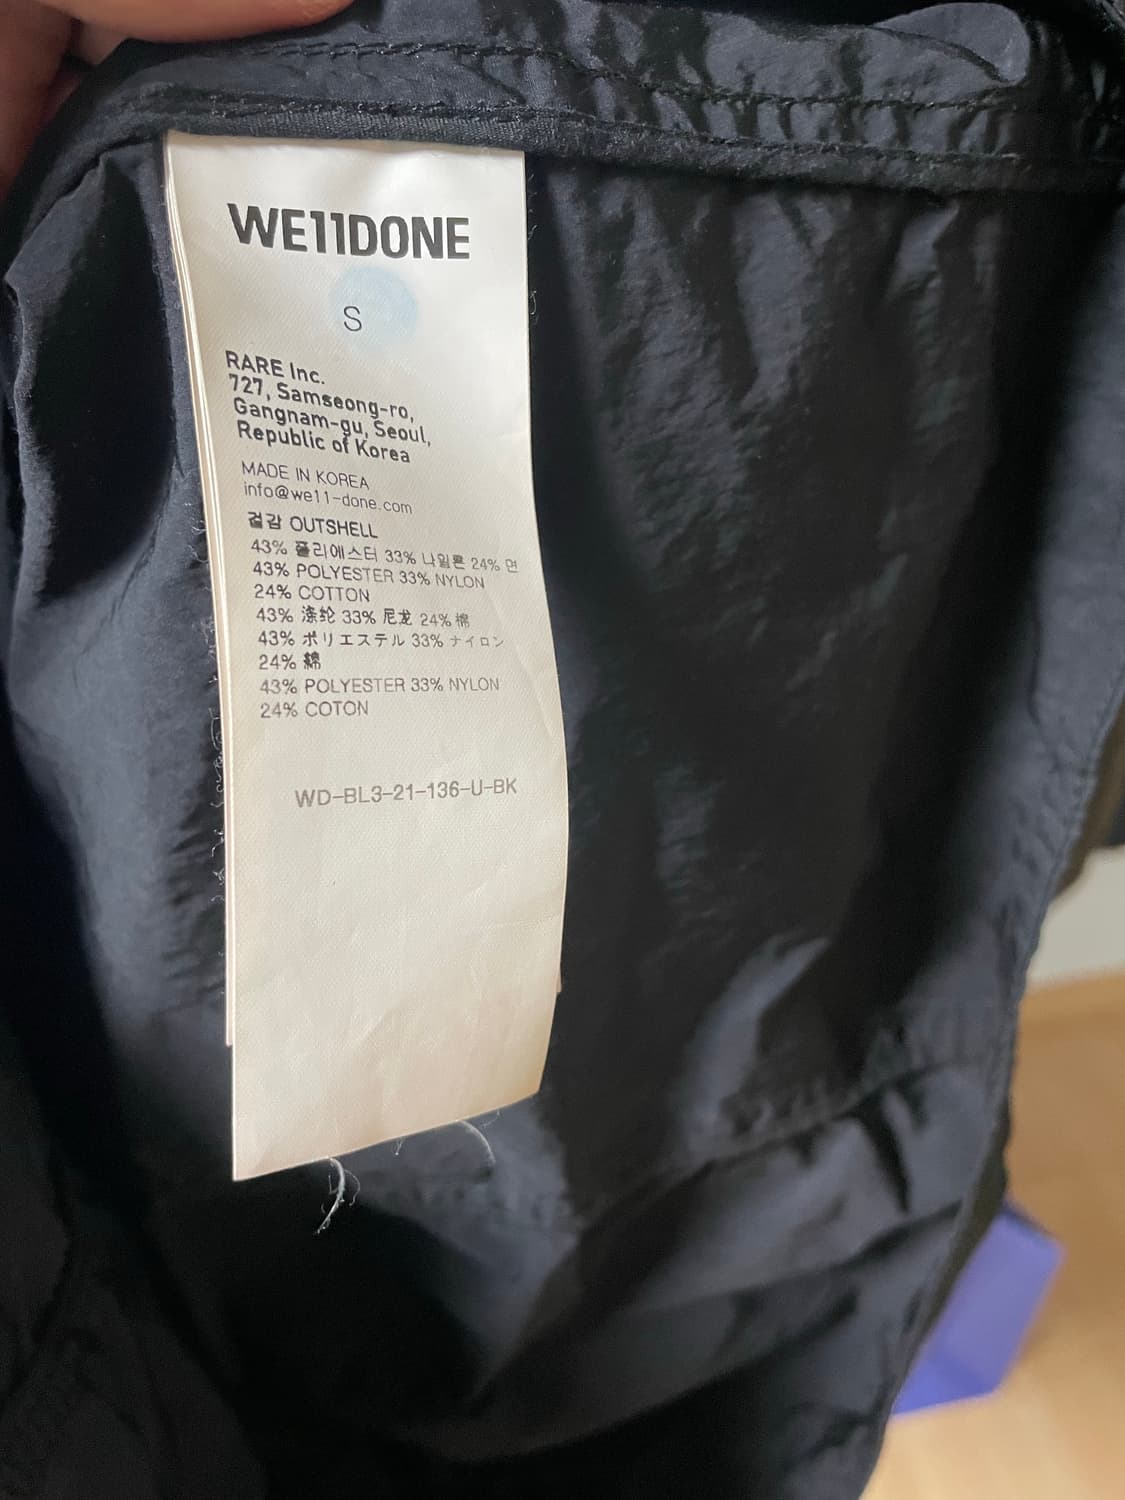 WE11DONE
S
RARE Inc.
727, Samseong-ro,
Gangnam-gu, Seoul,
Republic of Korea
MADE IN KOREA
info@we11-done.com
겉감 OUTSHELL
43% 폴리에스터 33% 나일론 24% 면
43% POLYESTER 33% NYLON
24% COTTON
43% 涤纶 33% 尼龙 24% 棉
43% ポリエステル 33% ナイロン
24% 綿
43% POLYESTER 33% NYLON
24% COTON
WD-BL3-21-136-U-BK